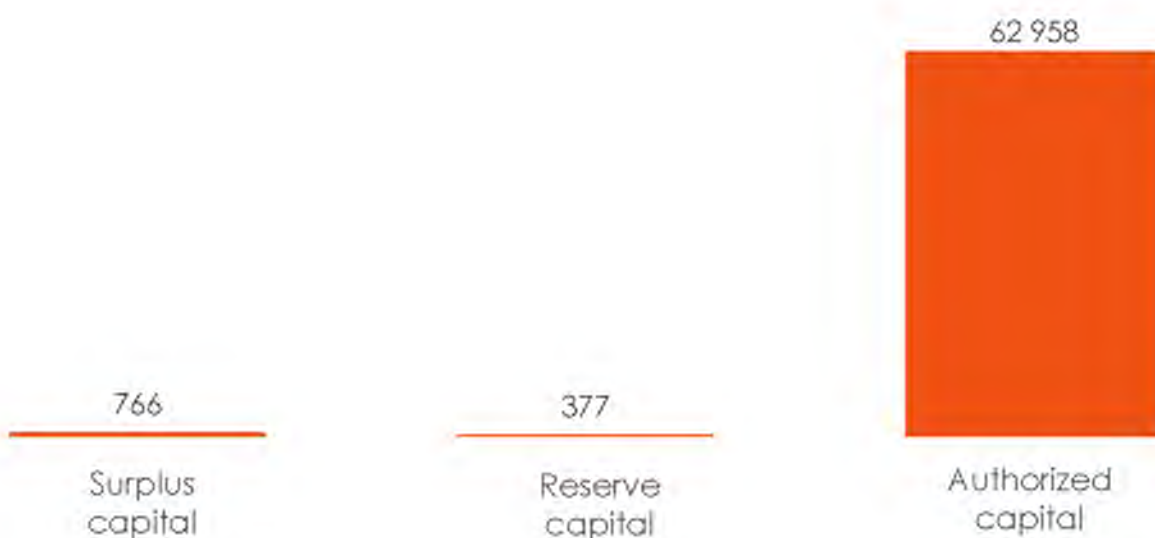 62 958
766
377
Surplus
capital
Reserve
capital
Authorized
capital